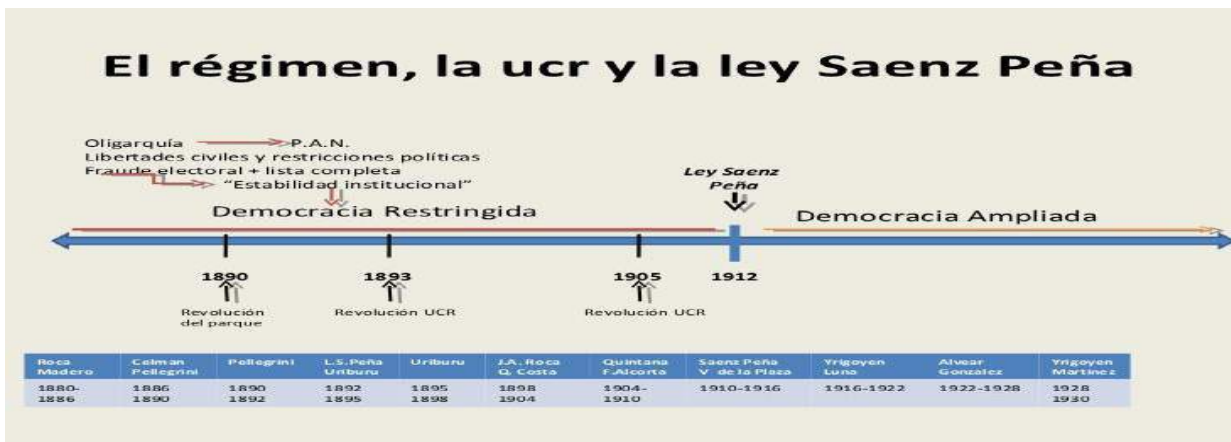 El régimen, la ucr y la ley Saenz Peña
Oligarquía P.A.N.
Libertades civiles y restricciones políticas
Fraude electoral + lista completa
"Estabilidad institucional"
Ley Saenz
Peña
Democracia Restringida
Democracia Ampliada
1890
1893
1905
1912
Revolución
del parque
Revolución UCR
Revolución UCR
Roca
Madero
Celman
Pellegrini
Pellegrini
L.S.Peña
Uriburu
Uriburu
J.A. Roca
Q. Costa
Quintana
F.Alcorta
Saenz Peña
V de la Plaza
Yrigoyen
Luna
Alvear
González
Yrigoyen
Martinez
1880-
1886
1886
1890
1890
1892
1892
1895
1895
1898
1898
1904
1904-
1910
1910-1916
1916-1922
1922-1928
1928
1930